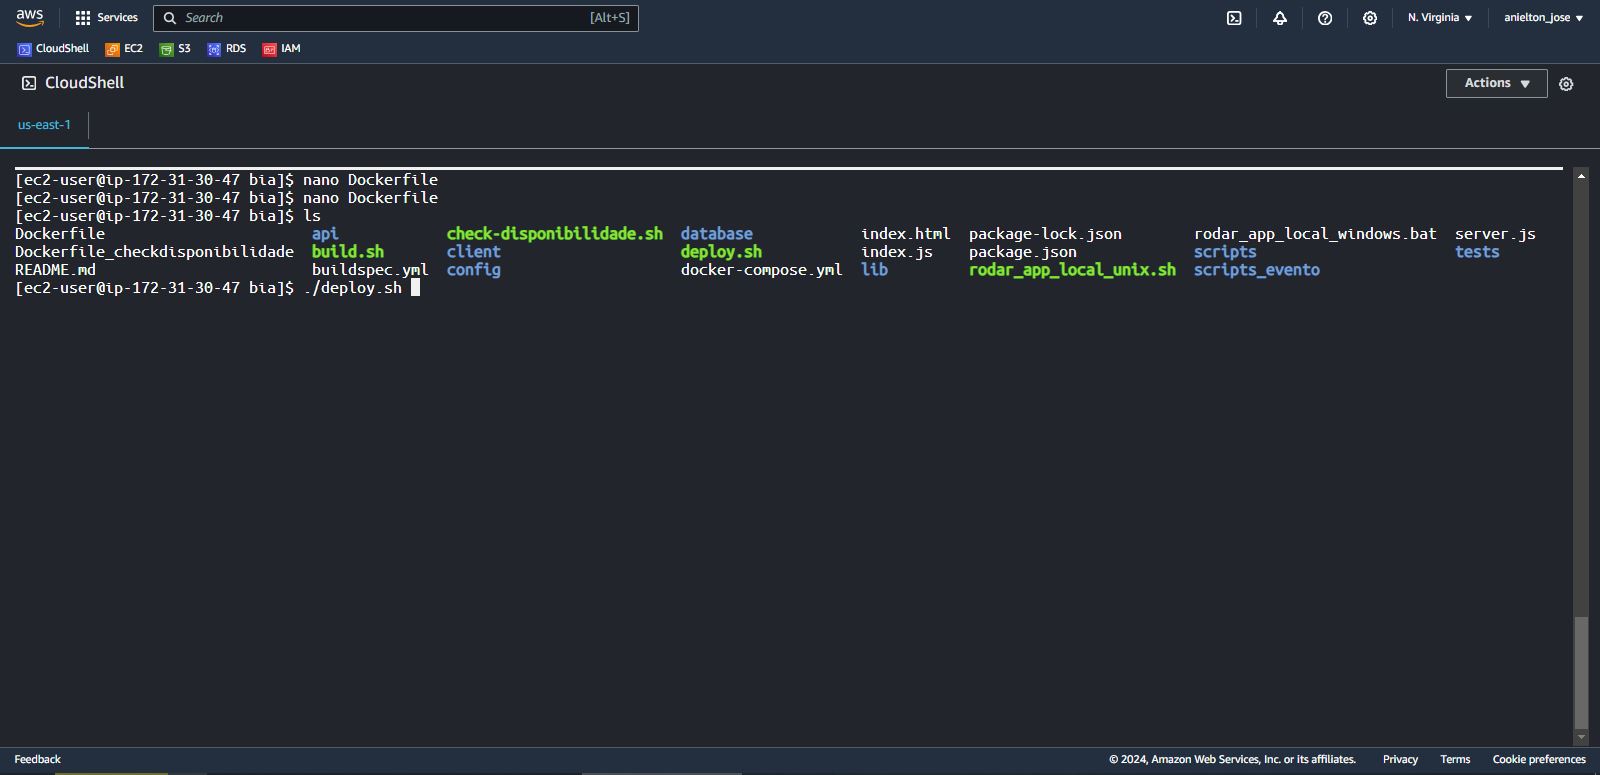 aws Services Search [Alt+S] N. Virginia anielton_jose
CloudShell EC2 S3 RDS IAM
CloudShell Actions
us-east-1
[ec2-user@ip-172-31-30-47 bia]$ nano Dockerfile
[ec2-user@ip-172-31-30-47 bia]$ nano Dockerfile
[ec2-user@ip-172-31-30-47 bia]$ ls
Dockerfile api check-disponibilidade.sh database index.html package-lock.json rodar_app_local_windows.bat server.js
Dockerfile_checkdisponibilidade build.sh client deploy.sh index.js package.json scripts tests
README.md buildspec.yml config docker-compose.yml lib rodar_app_local_unix.sh scripts_evento
[ec2-user@ip-172-31-30-47 bia]$ ./deploy.sh
Feedback © 2024, Amazon Web Services, Inc. or its affiliates. Privacy Terms Cookie preferences